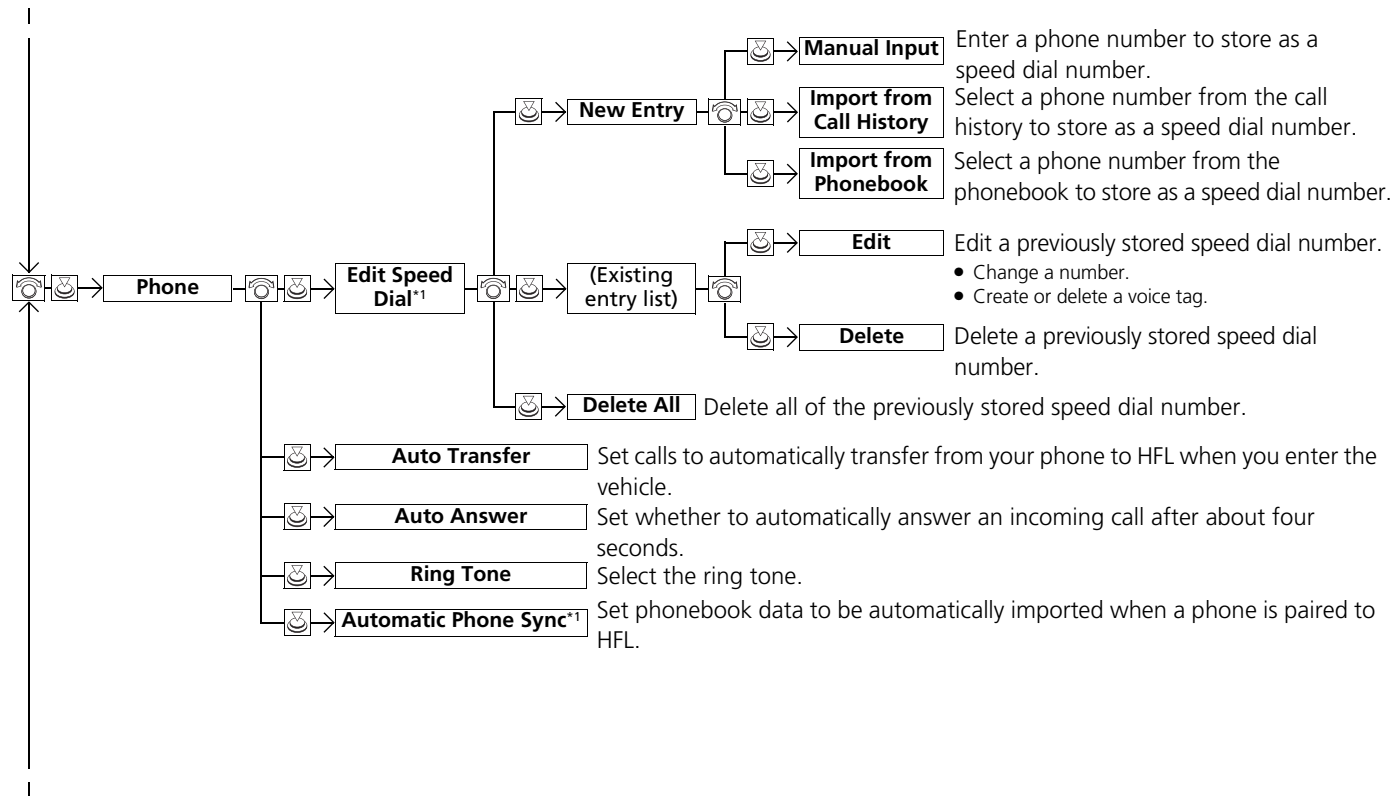 Manual Input
Enter a phone number to store as a
speed dial number.
New Entry
Import from
Call History
Select a phone number from the call
history to store as a speed dial number.
Import from
Phonebook
Select a phone number from the
phonebook to store as a speed dial number.
Phone
Edit Speed
Dial*1
(Existing
entry list)
Edit
Edit a previously stored speed dial number.
● Change a number.
● Create or delete a voice tag.
Delete
Delete a previously stored speed dial
number.
Delete All
Delete all of the previously stored speed dial number.
Auto Transfer
Set calls to automatically transfer from your phone to HFL when you enter the
vehicle.
Auto Answer
Set whether to automatically answer an incoming call after about four
seconds.
Ring Tone
Select the ring tone.
Automatic Phone Sync*1
Set phonebook data to be automatically imported when a phone is paired to
HFL.